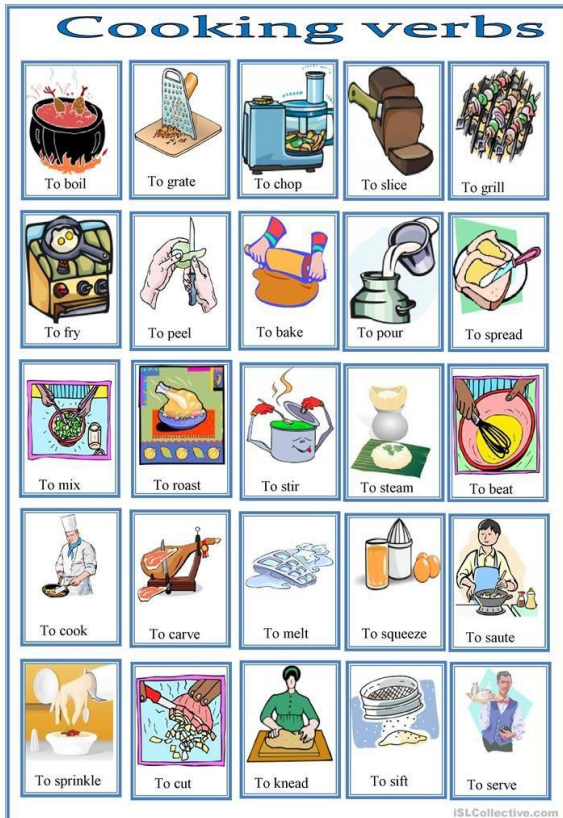 Cooking verbs
To boil
To grate
To chop
To slice
To grill
To fry
To peel
To bake
To pour
To spread
To mix
To roast
To stir
To steam
To beat
To cook
To carve
To melt
To squeeze
To saute
To sprinkle
To cut
To knead
To sift
To serve
iSLCollective.com